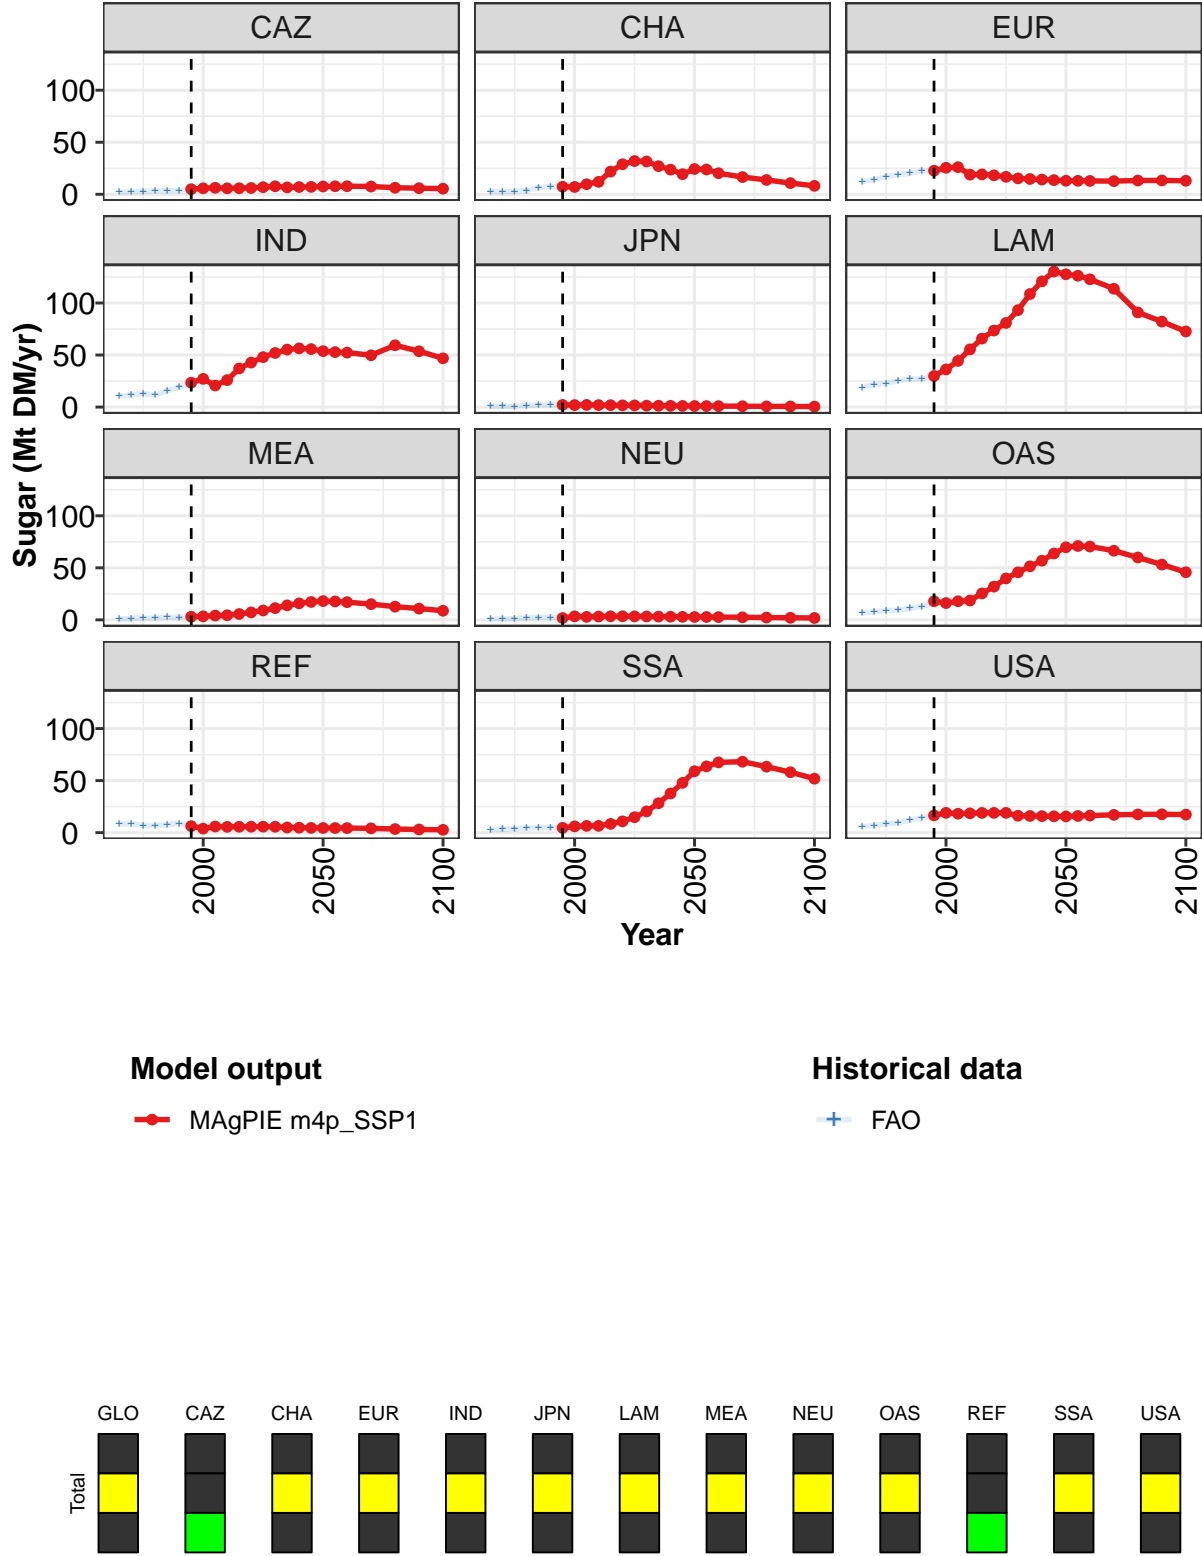 CAZ CHA EUR
100
50
0
IND JPN LAM
100
50
0
MEA NEU OAS
100
50
0
REF SSA USA
100
50
0
Sugar (Mt DM/yr)
2000 2050 2100 2000 2050 2100 2000 2050 2100
Year
Model output Historical data
MAgPIE m4p_SSP1 FAO
GLO CAZ CHA EUR IND JPN LAM MEA NEU OAS REF SSA USA
Total